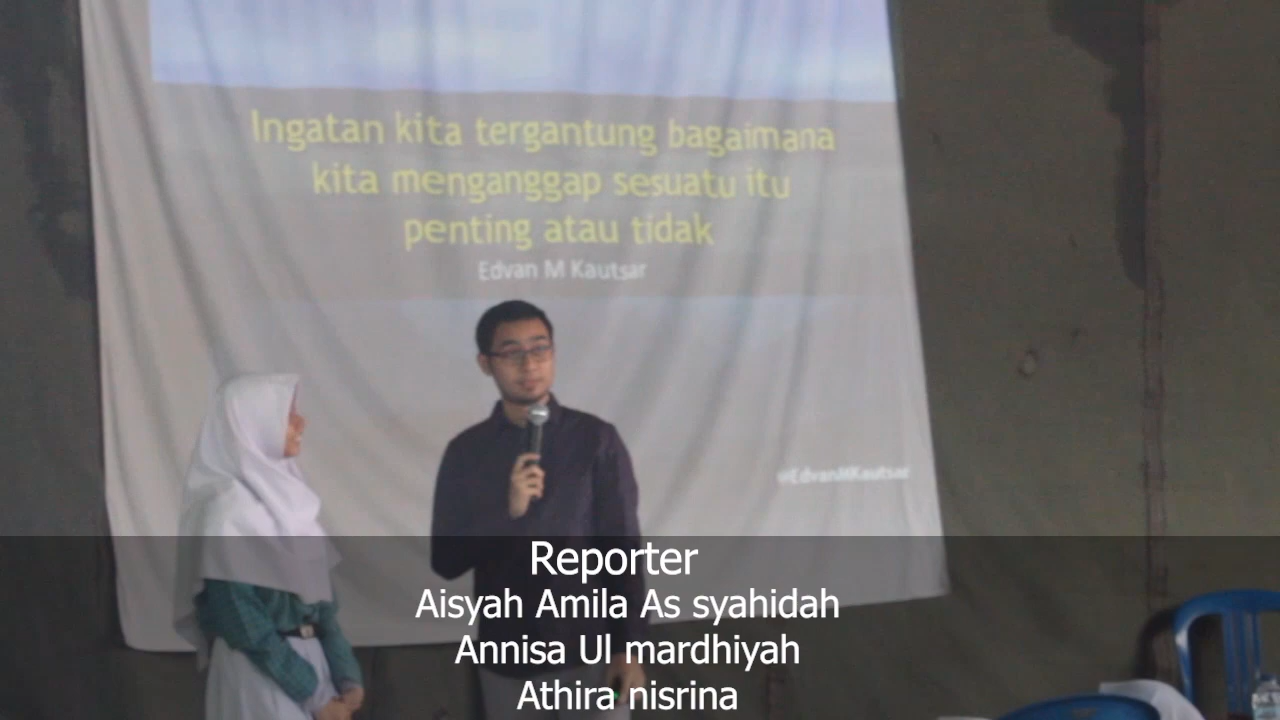 Ingatan kita tergantung bagaimana
kita menganggap sesuatu itu
penting atau tidak
Edvan M Kautsar
@EdvanMKautsar
Reporter
Aisyah Amila As syahidah
Annisa Ul mardhiyah
Athira nisrina